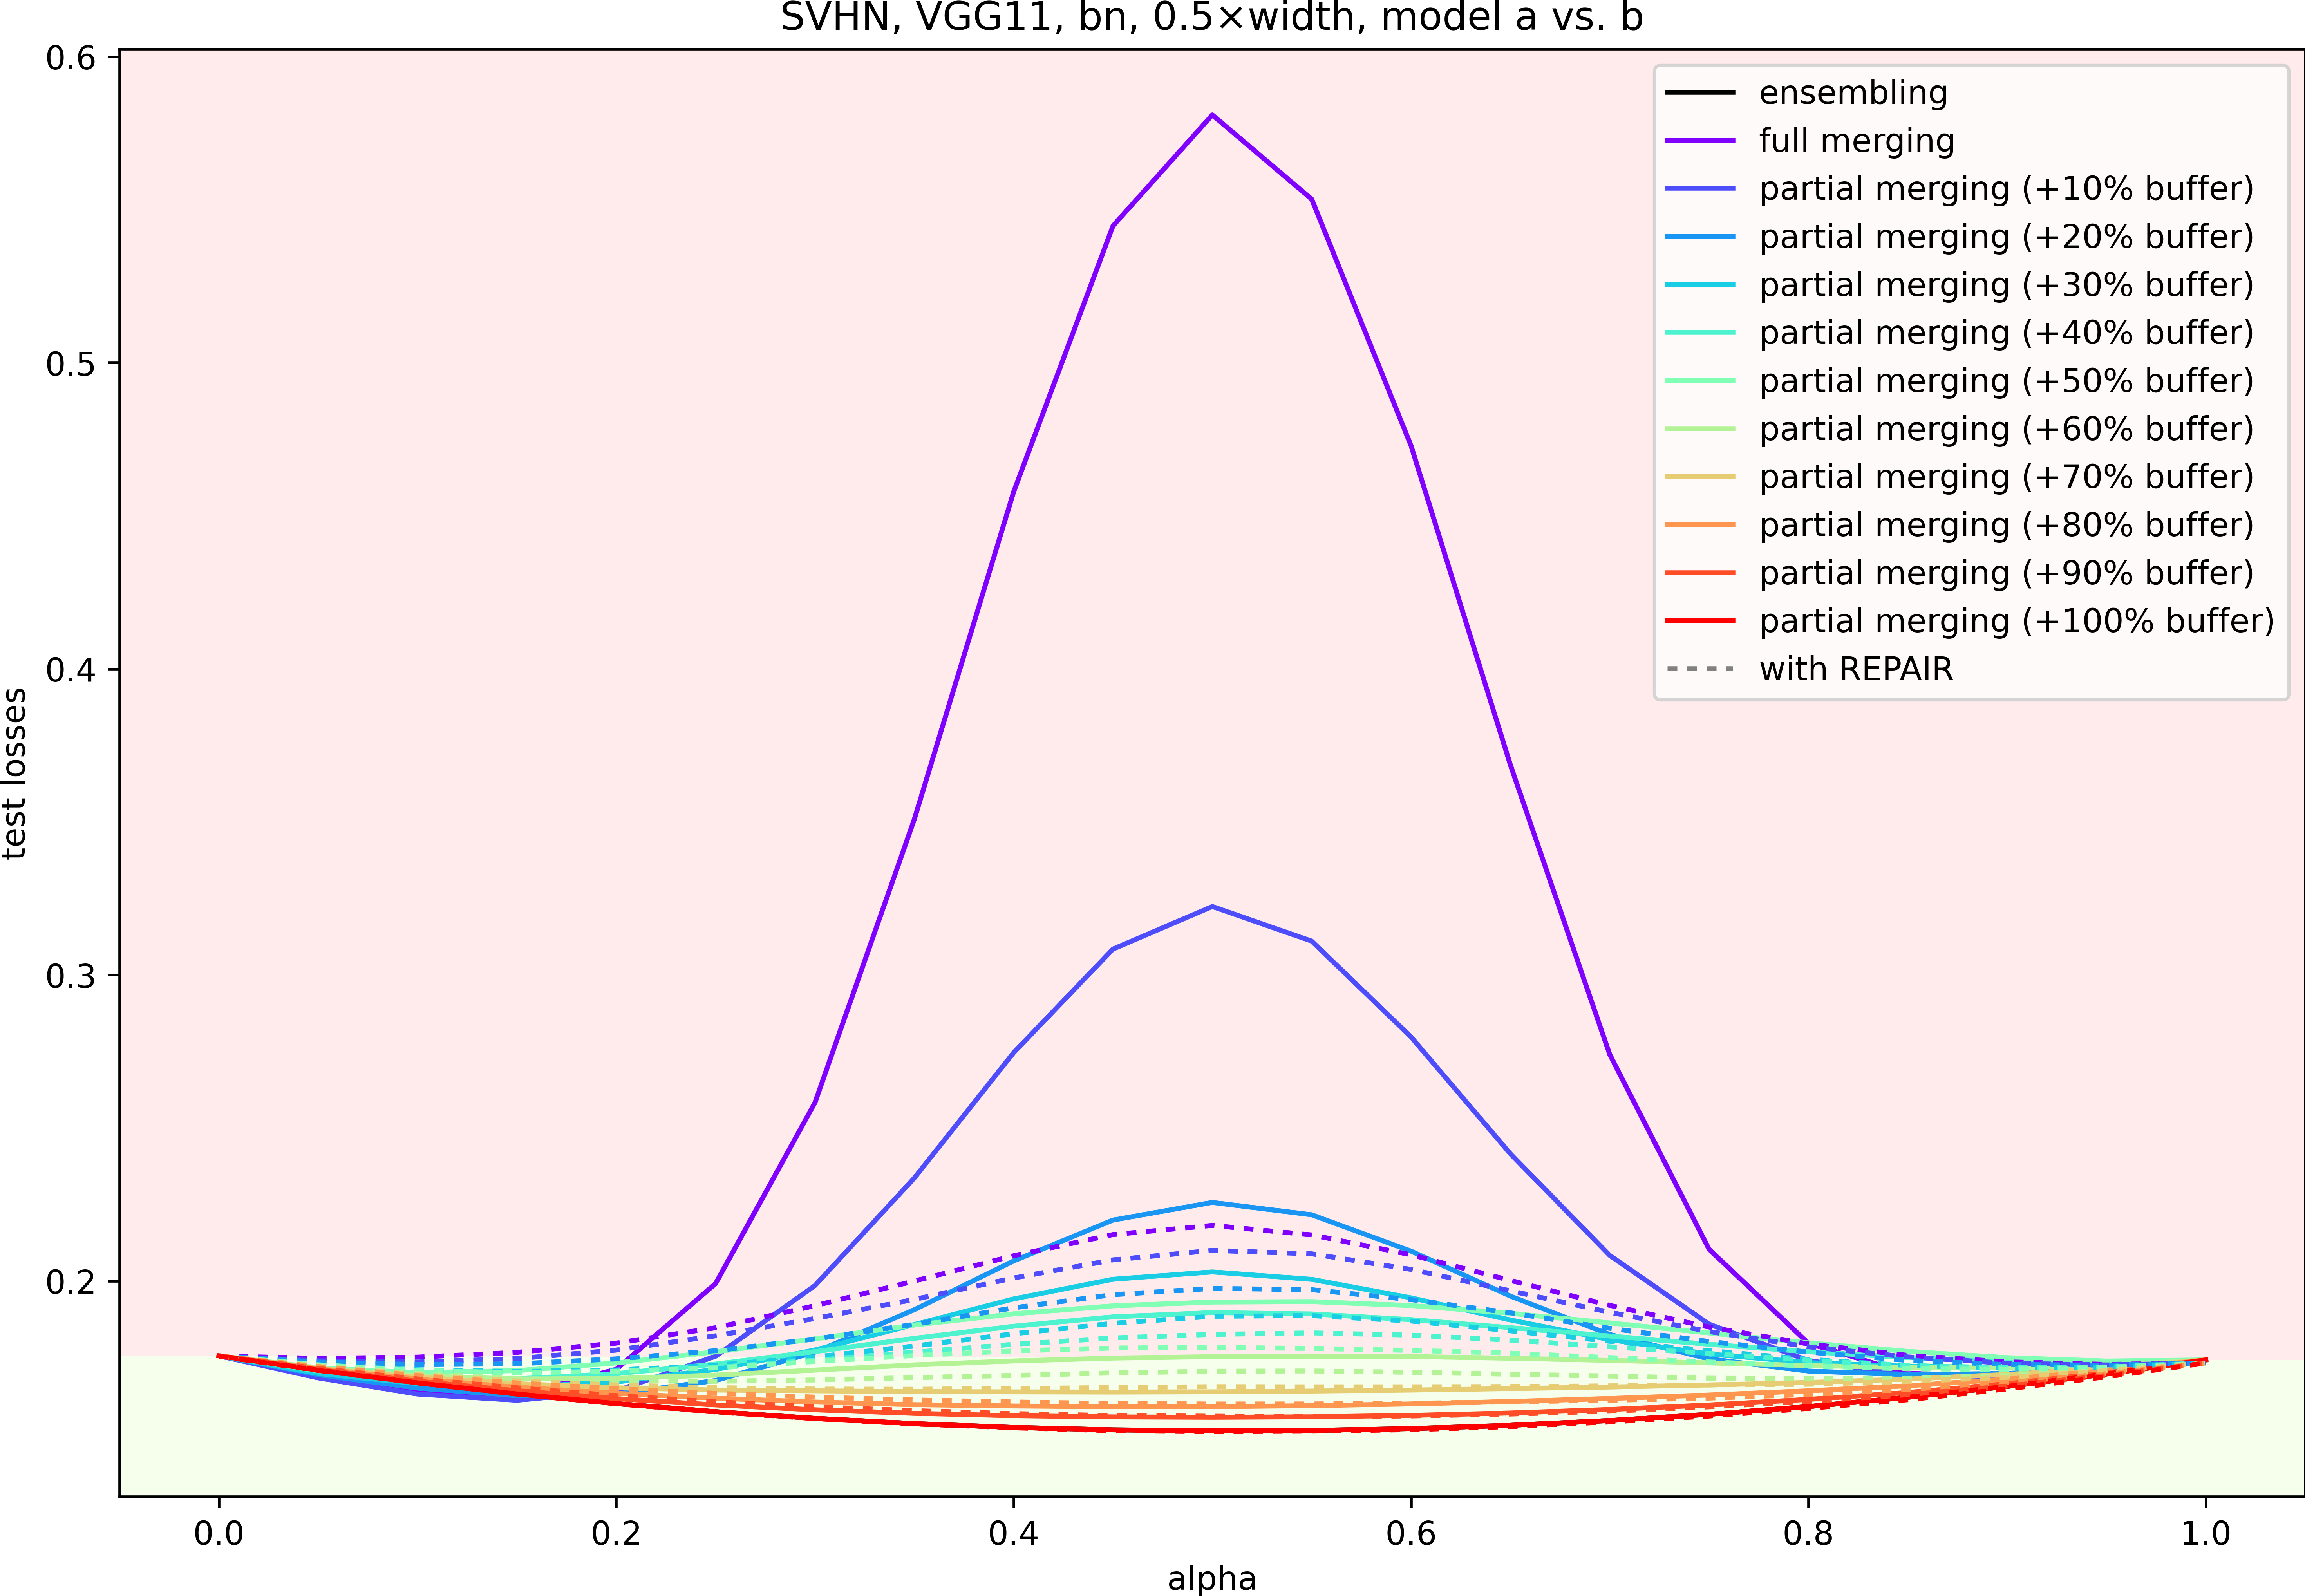 SVHN, VGG11, bn, 0.5×width, model a vs. b
ensembling
full merging
partial merging (+10% buffer)
partial merging (+20% buffer)
partial merging (+30% buffer)
partial merging (+40% buffer)
partial merging (+50% buffer)
partial merging (+60% buffer)
partial merging (+70% buffer)
partial merging (+80% buffer)
partial merging (+90% buffer)
partial merging (+100% buffer)
with REPAIR
test losses
0.6
0.5
0.4
0.3
0.2
0.0 0.2 0.4 0.6 0.8 1.0
alpha